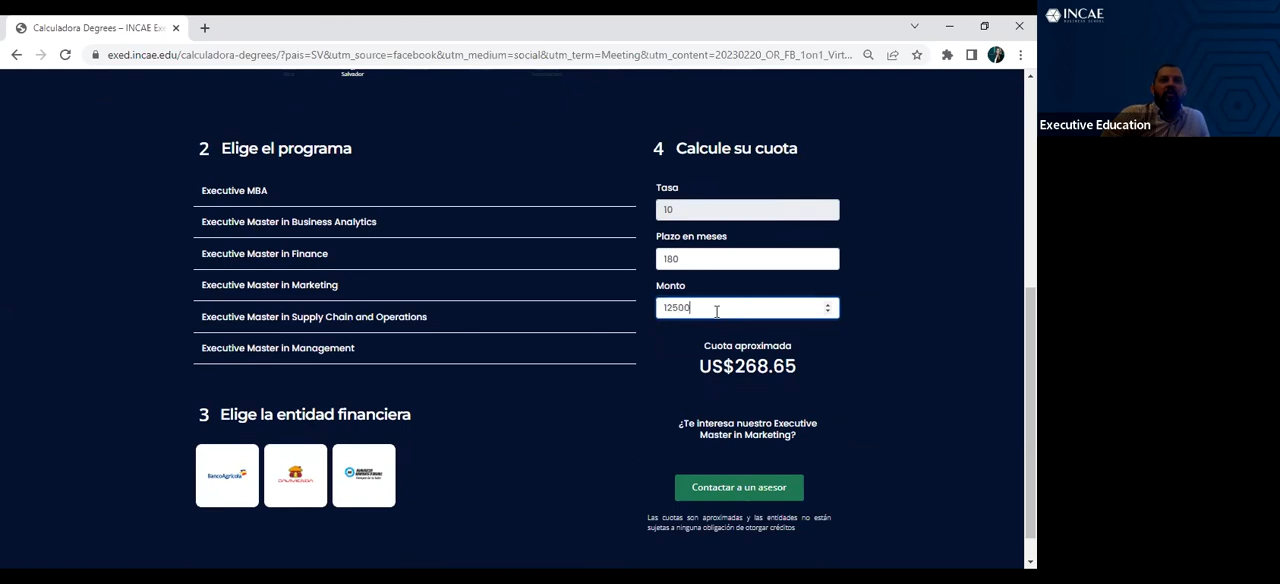 Calculadora Degrees – INCAE Exe
exed.incae.edu/calculadora-degrees/?pais=SV&utm_source=facebook&utm_medium=social&utm_term=Meeting&utm_content=20230220_OR_FB_1on1_Virt...
Salvador
2 Elige el programa
Executive MBA
Executive Master in Business Analytics
Executive Master in Finance
Executive Master in Marketing
Executive Master in Supply Chain and Operations
Executive Master in Management
3 Elige la entidad financiera
BancoAgrícola
DAVIVIENDA
4 Calcule su cuota
Tasa
10
Plazo en meses
180
Monto
12500
Cuota aproximada
US$268.65
¿Te interesa nuestro Executive
Master in Marketing?
Contactar a un asesor
Las cuotas son aproximadas y las entidades no están
sujetas a ninguna obligación de otorgar créditos
INCAE
BUSINESS SCHOOL
Executive Education